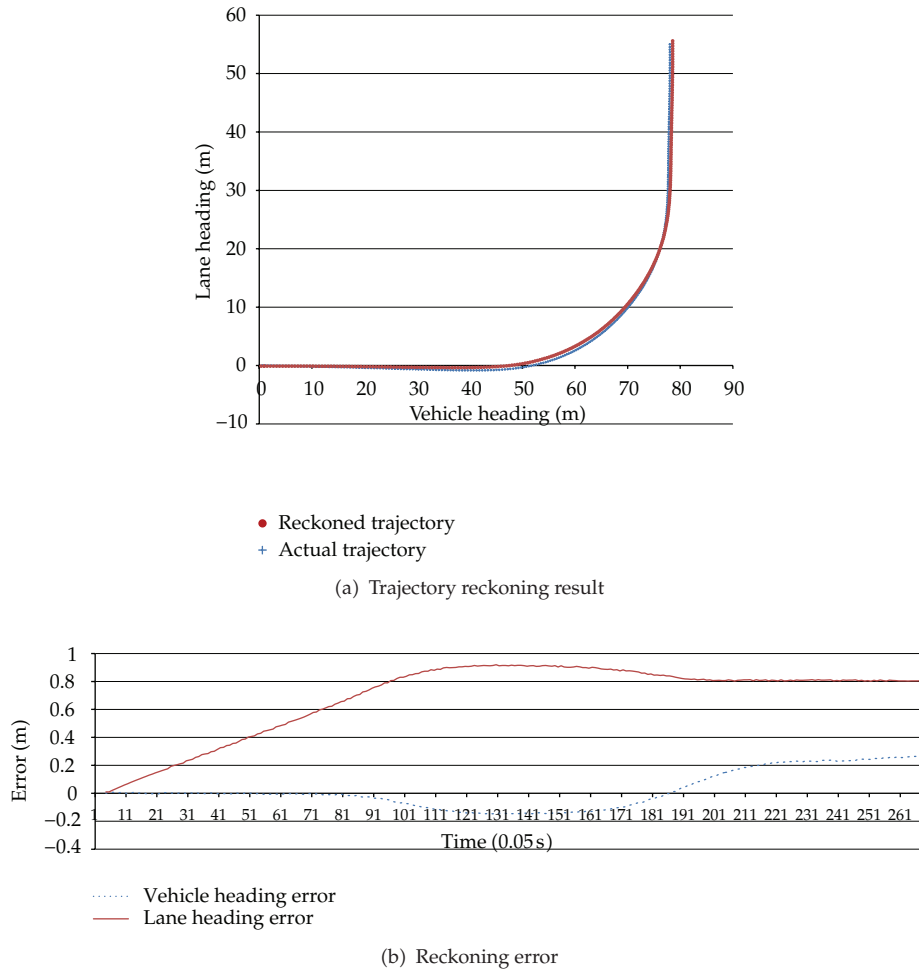 60
50
40
30
20
10
0
−10
Lane heading (m)
0 10 20 30 40 50 60 70 80 90
Vehicle heading (m)
Reckoned trajectory
Actual trajectory
(a) Trajectory reckoning result
1
0.8
0.6
0.4
0.2
0
−0.2
−0.4
Error (m)
1 11 21 31 41 51 61 71 81 91 101 111 121 131 141 151 161 171 181 191 201 211 221 231 241 251 261
Time (0.05 s)
Vehicle heading error
Lane heading error
(b) Reckoning error